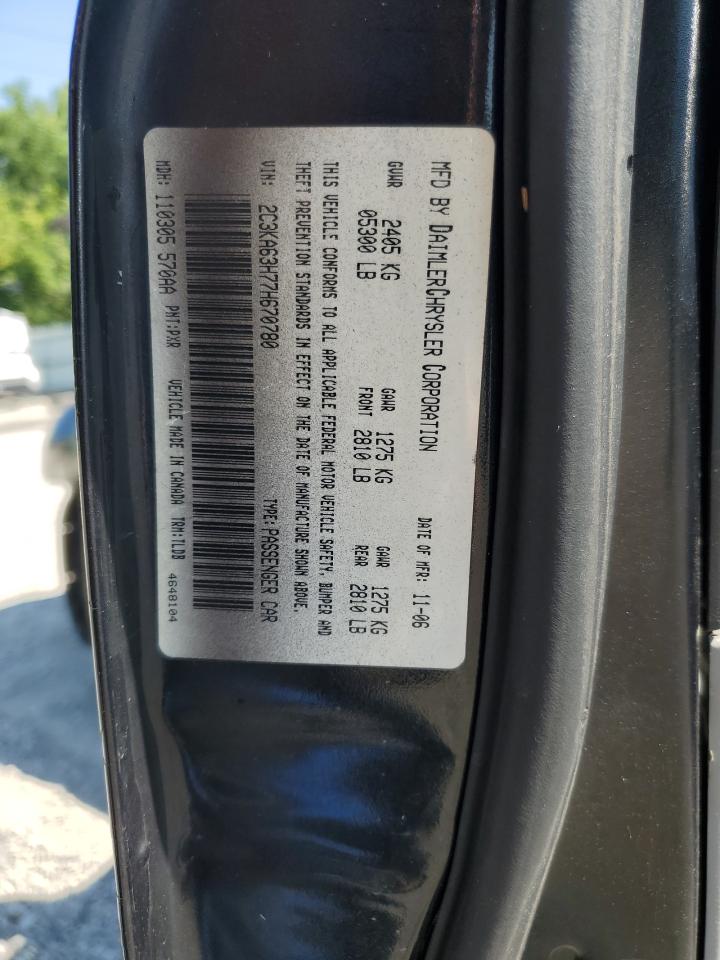 MFD BY DAIMLERCHRYSLER CORPORATION DATE OF MFR: 11-06
GVWR 2405 KG GAWR 1275 KG GAWR 1275 KG
05300 LB FRONT 2810 LB REAR 2810 LB
THIS VEHICLE CONFORMS TO ALL APPLICABLE FEDERAL MOTOR VEHICLE SAFETY, BUMPER AND
THEFT PREVENTION STANDARDS IN EFFECT ON THE DATE OF MANUFACTURE SHOWN ABOVE.
VIN: 2C3KA63H77H670780 TYPE: PASSENGER CAR
MDH: 110305 570AA PNT:PXR VEHICLE MADE IN CANADA TRM:TLDB 4648104